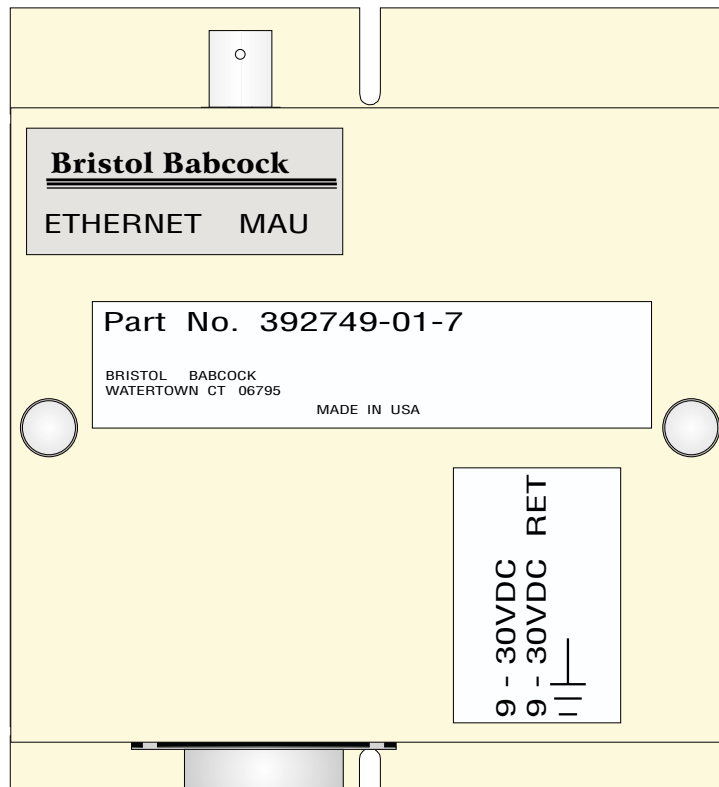 Bristol Babcock
ETHERNET MAU
Part No. 392749-01-7
BRISTOL BABCOCK
WATERTOWN CT 06795
MADE IN USA
9 - 30VDC
9 - 30VDC RET